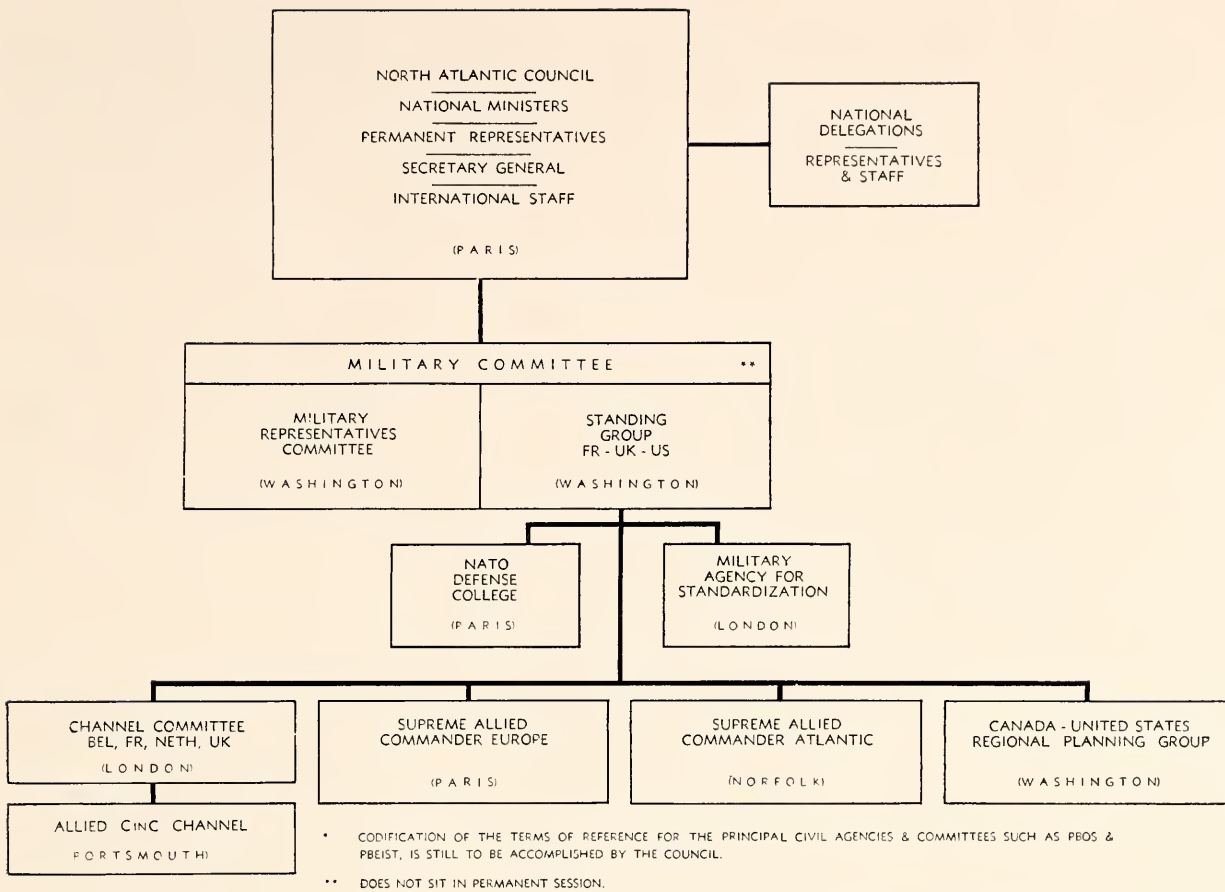 NORTH ATLANTIC COUNCIL
NATIONAL MINISTERS
PERMANENT REPRESENTATIVES
SECRETARY GENERAL
INTERNATIONAL STAFF
(PARIS)
NATIONAL
DELEGATIONS
REPRESENTATIVES
& STAFF
MILITARY COMMITTEE **
MILITARY
REPRESENTATIVES
COMMITTEE
(WASHINGTON)
STANDING
GROUP
FR - UK - US
(WASHINGTON)
NATO
DEFENSE
COLLEGE
(PARIS)
MILITARY
AGENCY FOR
STANDARDIZATION
(LONDON)
CHANNEL COMMITTEE
BEL, FR, NETH, UK
(LONDON)
SUPREME ALLIED
COMMANDER EUROPE
(PARIS)
SUPREME ALLIED
COMMANDER ATLANTIC
(NORFOLK)
CANADA - UNITED STATES
REGIONAL PLANNING GROUP
(WASHINGTON)
ALLIED CINC CHANNEL
PORTSMOUTH)
* CODIFICATION OF THE TERMS OF REFERENCE FOR THE PRINCIPAL CIVIL AGENCIES & COMMITTEES SUCH AS PBOS &
PBEIST, IS STILL TO BE ACCOMPLISHED BY THE COUNCIL.
** DOES NOT SIT IN PERMANENT SESSION.